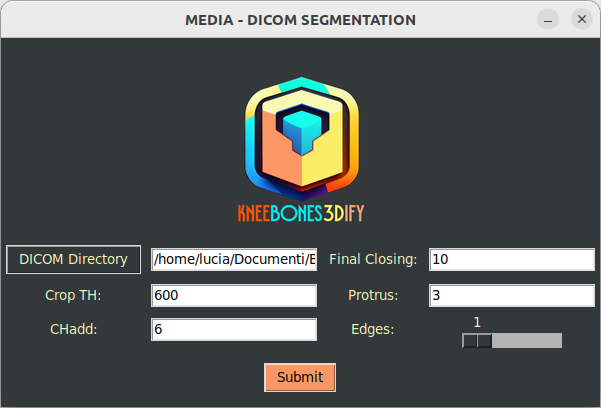 MEDIA - DICOM SEGMENTATION
KNEEBONES3DIFY
DICOM Directory /home/lucia/Documenti/E Final Closing: 10
Crop TH: 600 Protrus: 3
1
CHadd: 6 Edges:
Submit